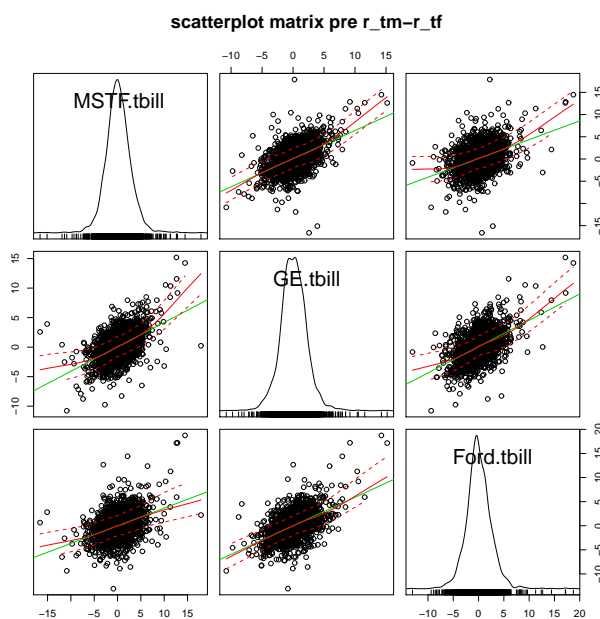 scatterplot matrix pre r_tm−r_tf
−10 −5 0 5 10 15
MSTF.tbill
−15 −5 0 5 10 15
−10 −5 0 5 10 15
GE.tbill
−10 −5 0 5 10 15 20
Ford.tbill
−15 −10 −5 0 5 10 15
−10 −5 0 5 10 20